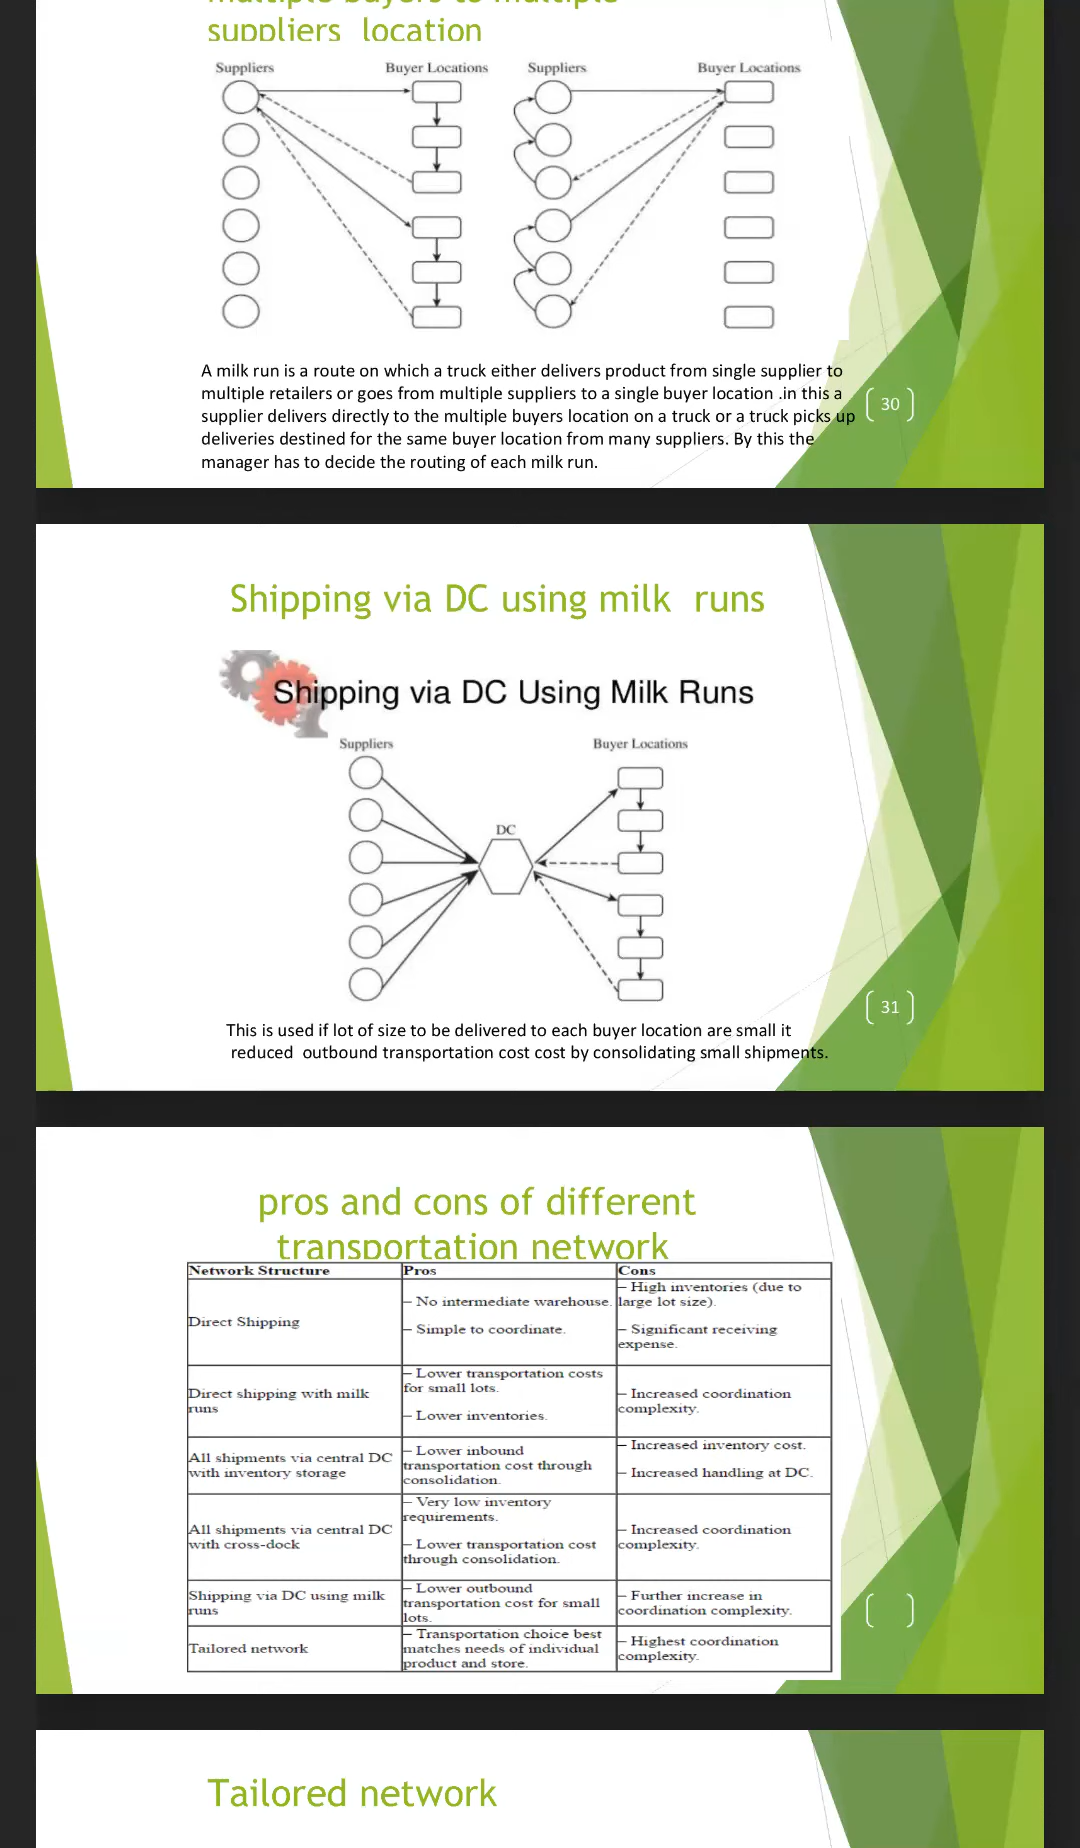 multiple buyers to multiple
suppliers location
Suppliers Buyer Locations Suppliers Buyer Locations
A milk run is a route on which a truck either delivers product from single supplier to
multiple retailers or goes from multiple suppliers to a single buyer location .in this a
supplier delivers directly to the multiple buyers location on a truck or a truck picks up
deliveries destined for the same buyer location from many suppliers. By this the
manager has to decide the routing of each milk run.
30
Shipping via DC using milk runs
Shipping via DC Using Milk Runs
Suppliers Buyer Locations
DC
This is used if lot of size to be delivered to each buyer location are small it
reduced outbound transportation cost cost by consolidating small shipments.
31
pros and cons of different
transportation network
Network Structure Pros Cons
Direct Shipping
– No intermediate warehouse.
– Simple to coordinate.
– High inventories (due to
large lot size).
– Significant receiving
expense.
Direct shipping with milk
runs
– Lower transportation costs
for small lots.
– Lower inventories.
– Increased coordination
complexity.
All shipments via central DC
with inventory storage
– Lower inbound
transportation cost through
consolidation.
– Increased inventory cost.
– Increased handling at DC.
All shipments via central DC
with cross-dock
– Very low inventory
requirements.
– Lower transportation cost
through consolidation.
– Increased coordination
complexity.
Shipping via DC using milk
runs
– Lower outbound
transportation cost for small
lots.
– Further increase in
coordination complexity.
Tailored network
– Transportation choice best
matches needs of individual
product and store.
– Highest coordination
complexity.
Tailored network